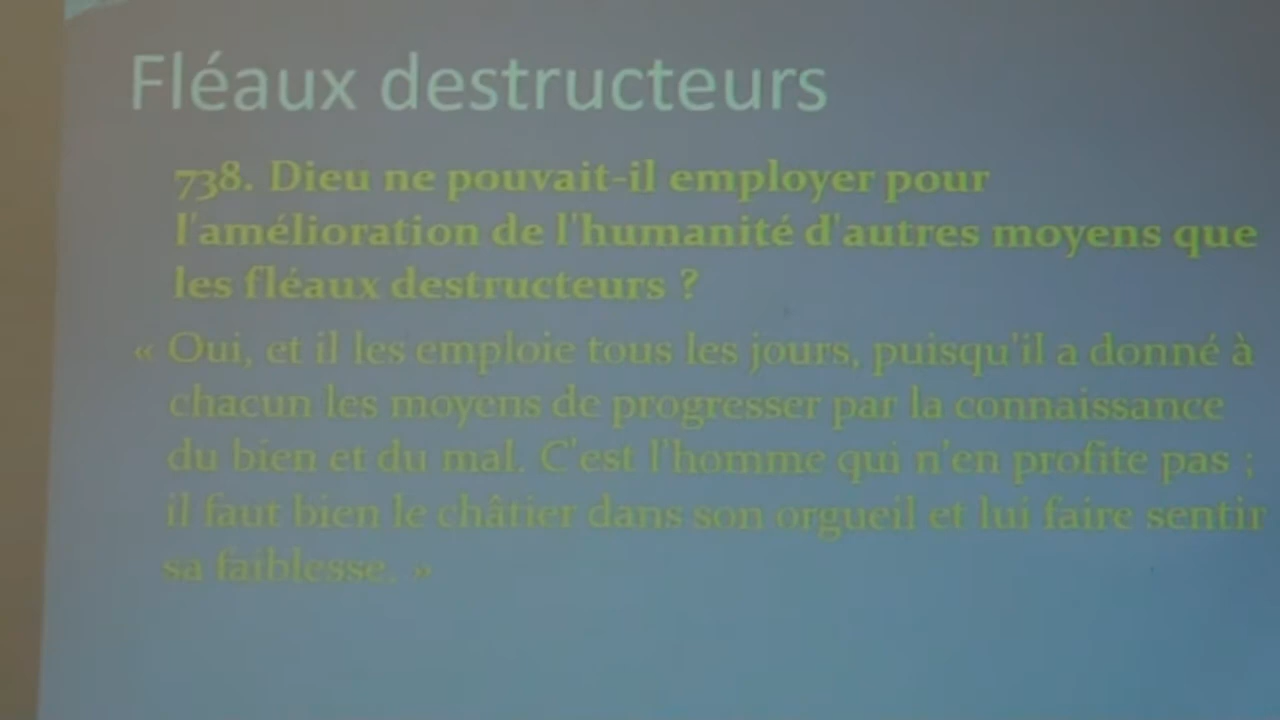 Fléaux destructeurs
738. Dieu ne pouvait-il employer pour
l'amélioration de l'humanité d'autres moyens que
les fléaux destructeurs ?
« Oui, et il les emploie tous les jours, puisqu'il a donné à
chacun les moyens de progresser par la connaissance
du bien et du mal. C'est l'homme qui n'en profite pas ;
il faut bien le châtier dans son orgueil et lui faire sentir
sa faiblesse. »